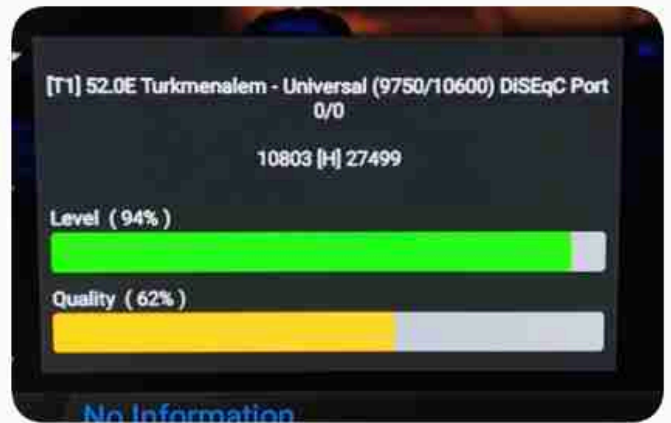 [T1] 52.0E Turkmenalem - Universal (9750/10600) DiSEqC Port
0/0
10803 [H] 27499
Level ( 94% )
Quality ( 62% )
No Information